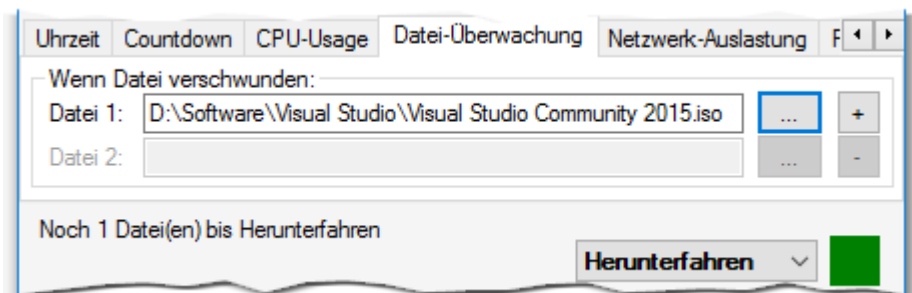 Uhrzeit Countdown CPU-Usage Datei-Überwachung Netzwerk-Auslastung
Wenn Datei verschwunden:
Datei 1: D:\Software\Visual Studio\Visual Studio Community 2015.iso ... +
Datei 2: ... -
Noch 1 Datei(en) bis Herunterfahren
Herunterfahren